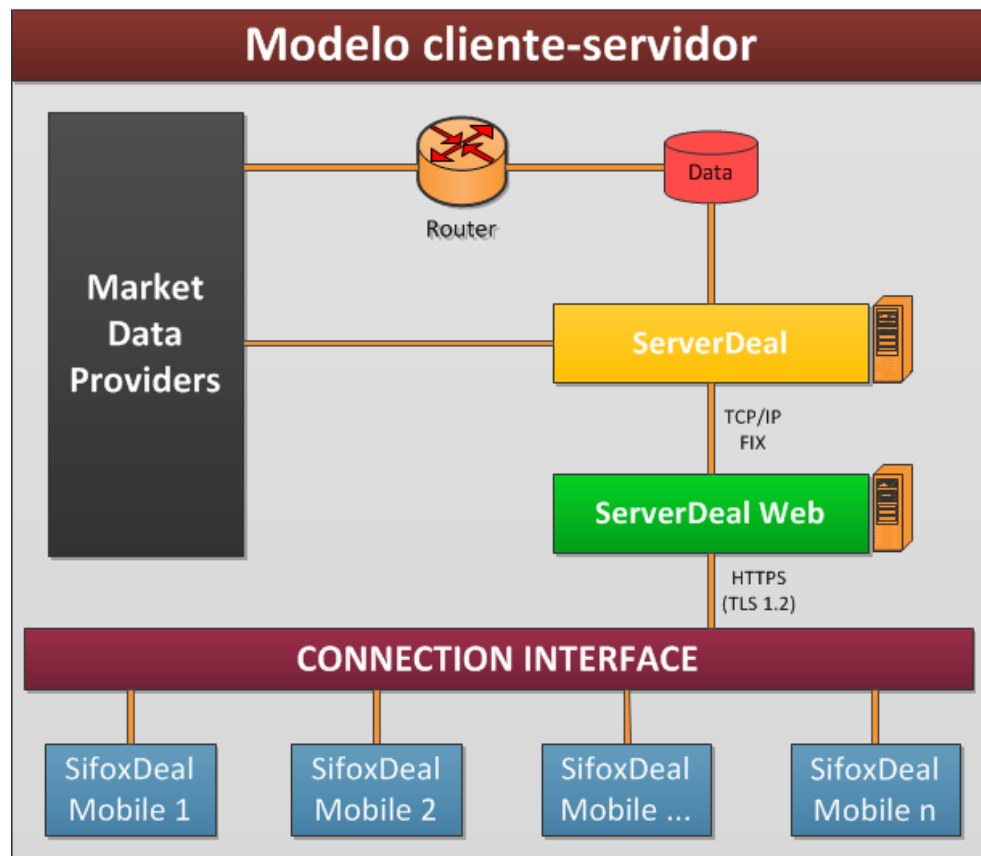 Modelo cliente-servidor
Data
Router
Market
Data
Providers
ServerDeal
TCP/IP
FIX
ServerDeal Web
HTTPS
(TLS 1.2)
CONNECTION INTERFACE
SifoxDeal
Mobile 1
SifoxDeal
Mobile 2
SifoxDeal
Mobile ...
SifoxDeal
Mobile n